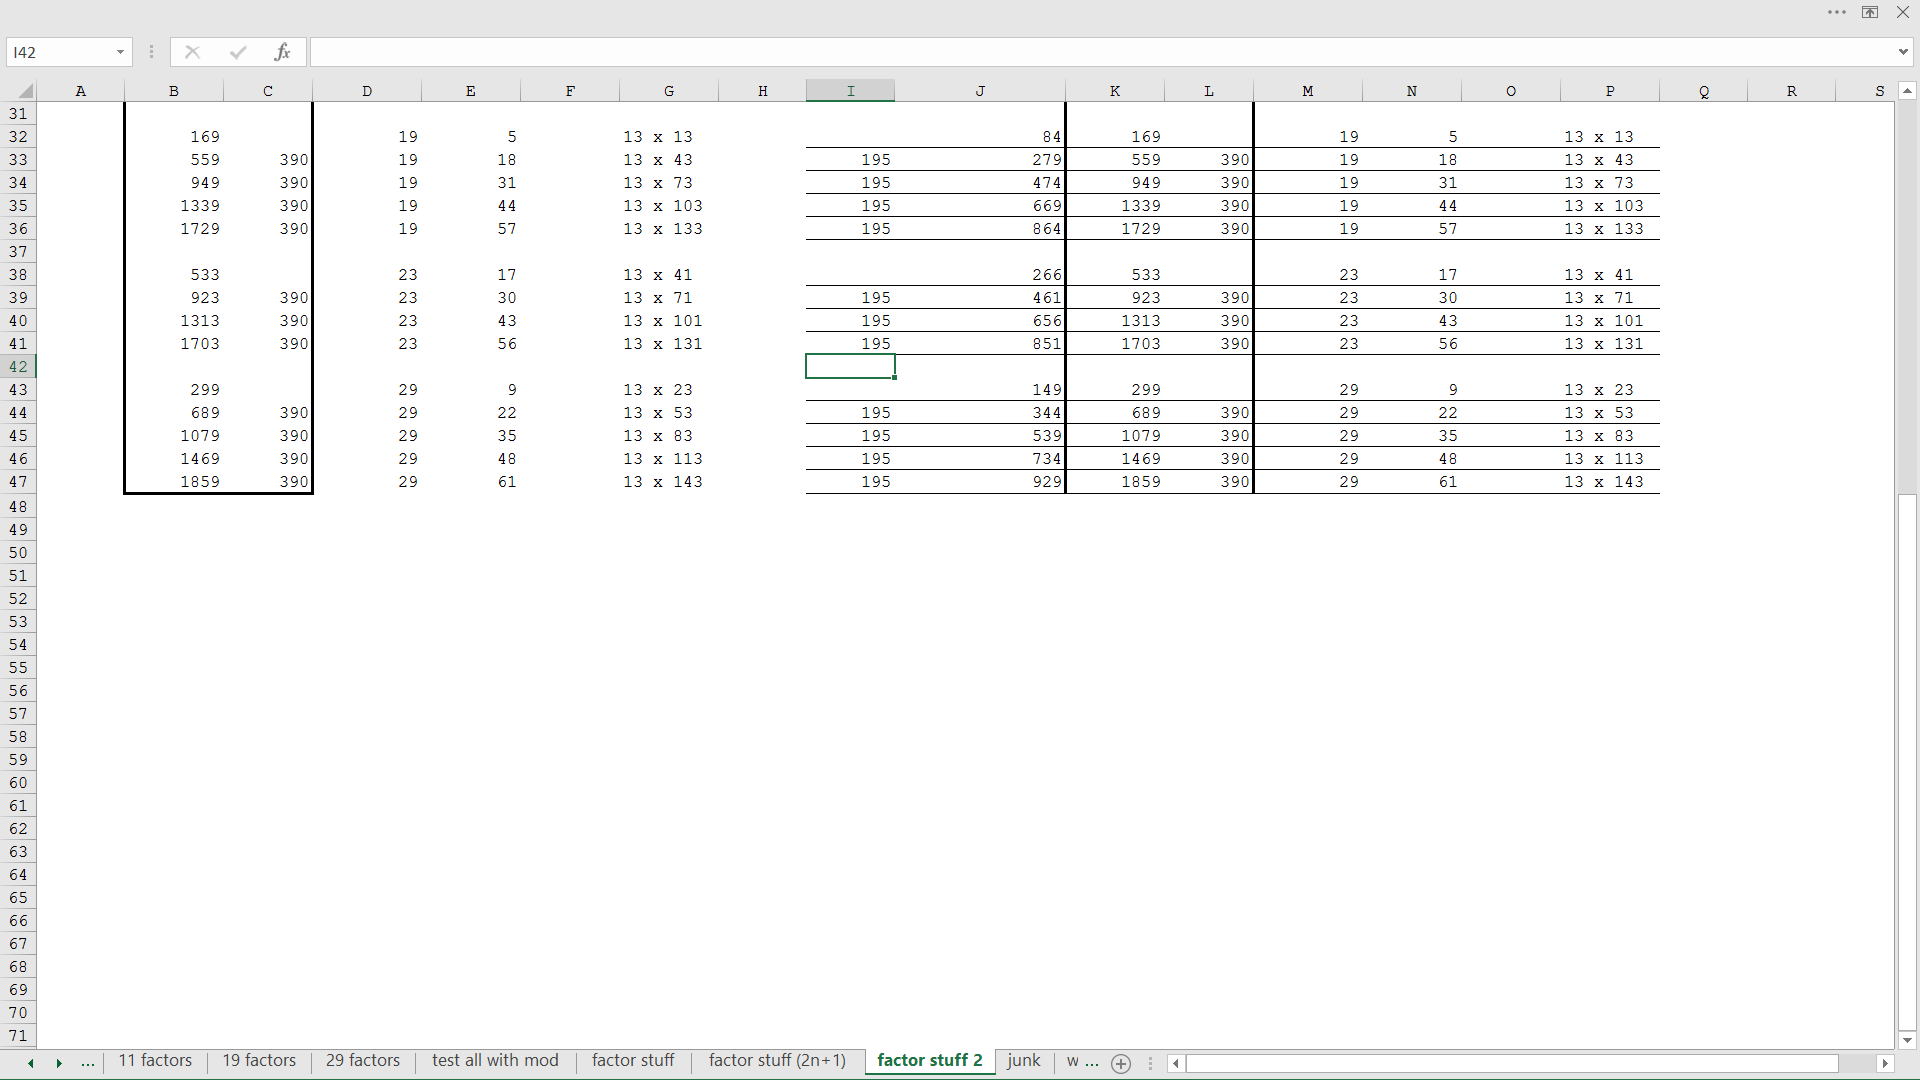 I42 fx
A B C D E F G H I J K L M N O P Q R S
31
32 169 19 5 13 x 13 84 169 19 5 13 x 13
33 559 390 19 18 13 x 43 195 279 559 390 19 18 13 x 43
34 949 390 19 31 13 x 73 195 474 949 390 19 31 13 x 73
35 1339 390 19 44 13 x 103 195 669 1339 390 19 44 13 x 103
36 1729 390 19 57 13 x 133 195 864 1729 390 19 57 13 x 133
37
38 533 23 17 13 x 41 266 533 23 17 13 x 41
39 923 390 23 30 13 x 71 195 461 923 390 23 30 13 x 71
40 1313 390 23 43 13 x 101 195 656 1313 390 23 43 13 x 101
41 1703 390 23 56 13 x 131 195 851 1703 390 23 56 13 x 131
42
43 299 29 9 13 x 23 149 299 29 9 13 x 23
44 689 390 29 22 13 x 53 195 344 689 390 29 22 13 x 53
45 1079 390 29 35 13 x 83 195 539 1079 390 29 35 13 x 83
46 1469 390 29 48 13 x 113 195 734 1469 390 29 48 13 x 113
47 1859 390 29 61 13 x 143 195 929 1859 390 29 61 13 x 143
48
49
50
51
52
53
54
55
56
57
58
59
60
61
62
63
64
65
66
67
68
69
70
71
... 11 factors 19 factors 29 factors test all with mod factor stuff factor stuff (2n+1) factor stuff 2 junk w ...